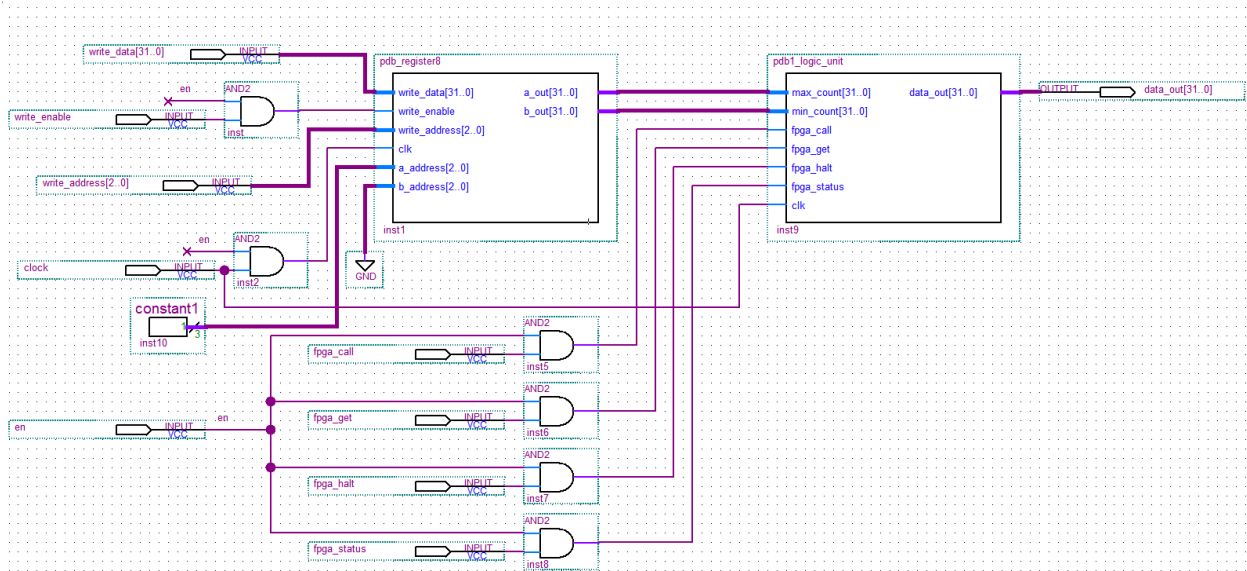 write_data[31..0]
INPUT
VCC
en
AND2
inst
write_enable
INPUT
VCC
write_address[2..0]
INPUT
VCC
en
AND2
inst2
clock
INPUT
VCC
constant1
1
3
inst10
pdb_register8
write_data[31..0]
a_out[31..0]
write_enable
b_out[31..0]
write_address[2..0]
clk
a_address[2..0]
b_address[2..0]
inst1
GND
pdb1_logic_unit
max_count[31..0]
data_out[31..0]
min_count[31..0]
fpga_call
fpga_get
fpga_halt
fpga_status
clk
inst9
OUTPUT
data_out[31..0]
en
INPUT
VCC
en
fpga_call
INPUT
VCC
AND2
inst5
fpga_get
INPUT
VCC
AND2
inst6
fpga_halt
INPUT
VCC
AND2
inst7
fpga_status
INPUT
VCC
AND2
inst8